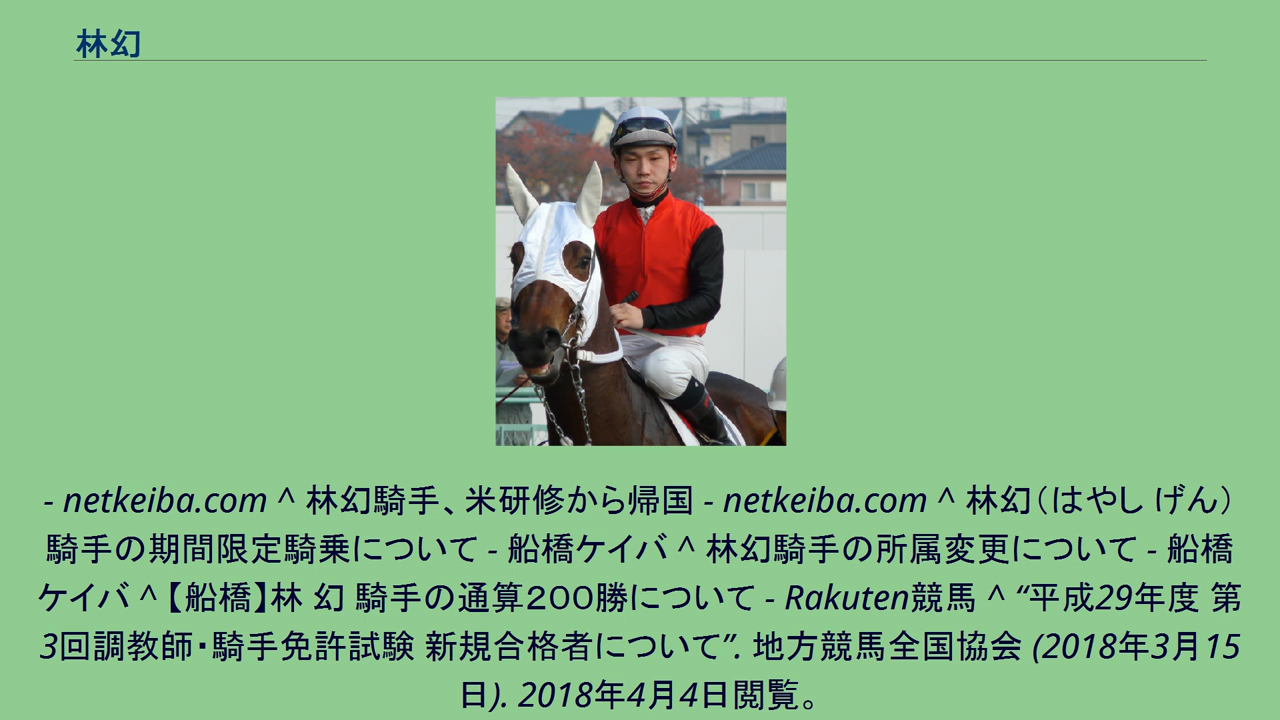 林幻
- netkeiba.com ^ 林幻騎手、米研修から帰国 - netkeiba.com ^ 林幻（はやし げん）
騎手の期間限定騎乗について - 船橋ケイバ ^ 林幻騎手の所属変更について - 船橋
ケイバ ^【船橋】林 幻 騎手の通算２００勝について - Rakuten競馬 ^ “平成29年度 第
3回調教師・騎手免許試験 新規合格者について”. 地方競馬全国協会 (2018年3月15
日). 2018年4月4日閲覧。